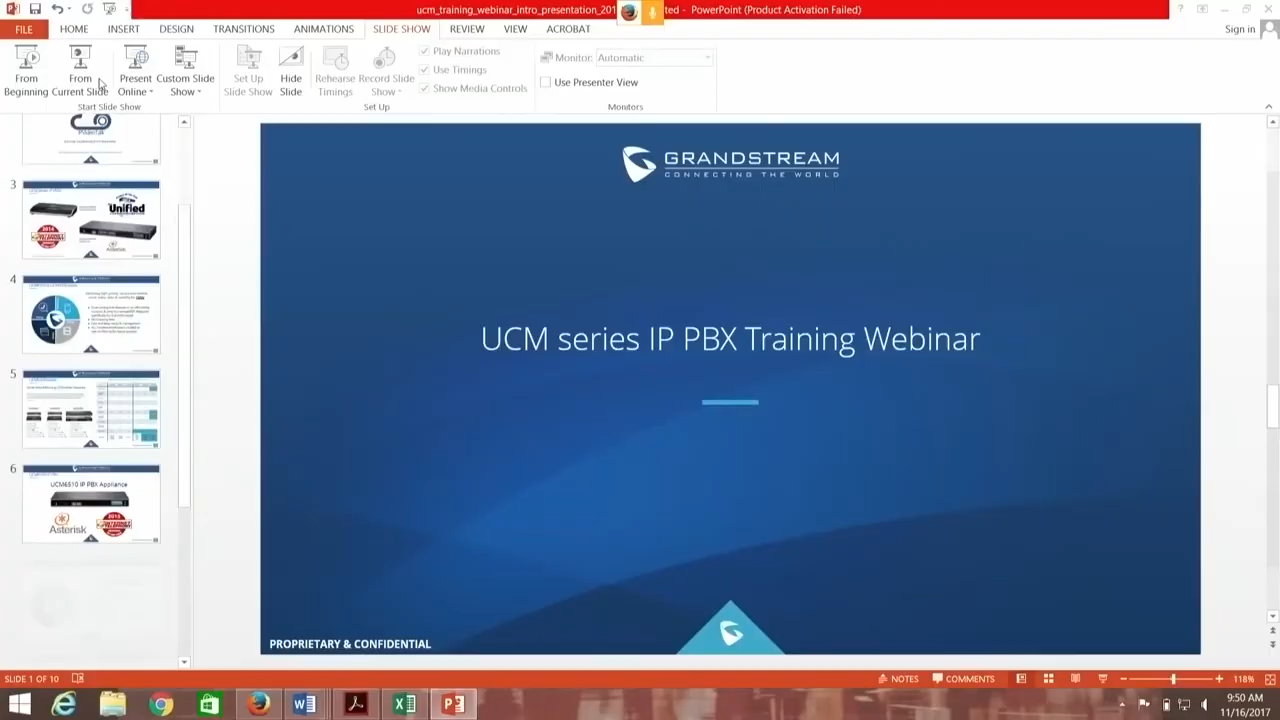 ucm_training_webinar_intro_presentation_201
ted - PowerPoint (Product Activation Failed)
FILE
HOME
INSERT
DESIGN
TRANSITIONS
ANIMATIONS
SLIDE SHOW
REVIEW
VIEW
ACROBAT
Sign in
From Beginning
From Current Slide
Present Online
Custom Slide Show
Set Up Slide Show
Hide Slide
Rehearse Timings
Record Slide Show
Play Narrations
Use Timings
Show Media Controls
Monitor: Automatic
Use Presenter View
Start Slide Show
Set Up
Monitors
3
Unified
2014
4
5
6
UCM6510 IP PBX Appliance
Asterisk
GRANDSTREAM
CONNECTING THE WORLD
UCM series IP PBX Training Webinar
PROPRIETARY & CONFIDENTIAL
SLIDE 1 OF 10
NOTES
COMMENTS
118%
9:50 AM
11/16/2017